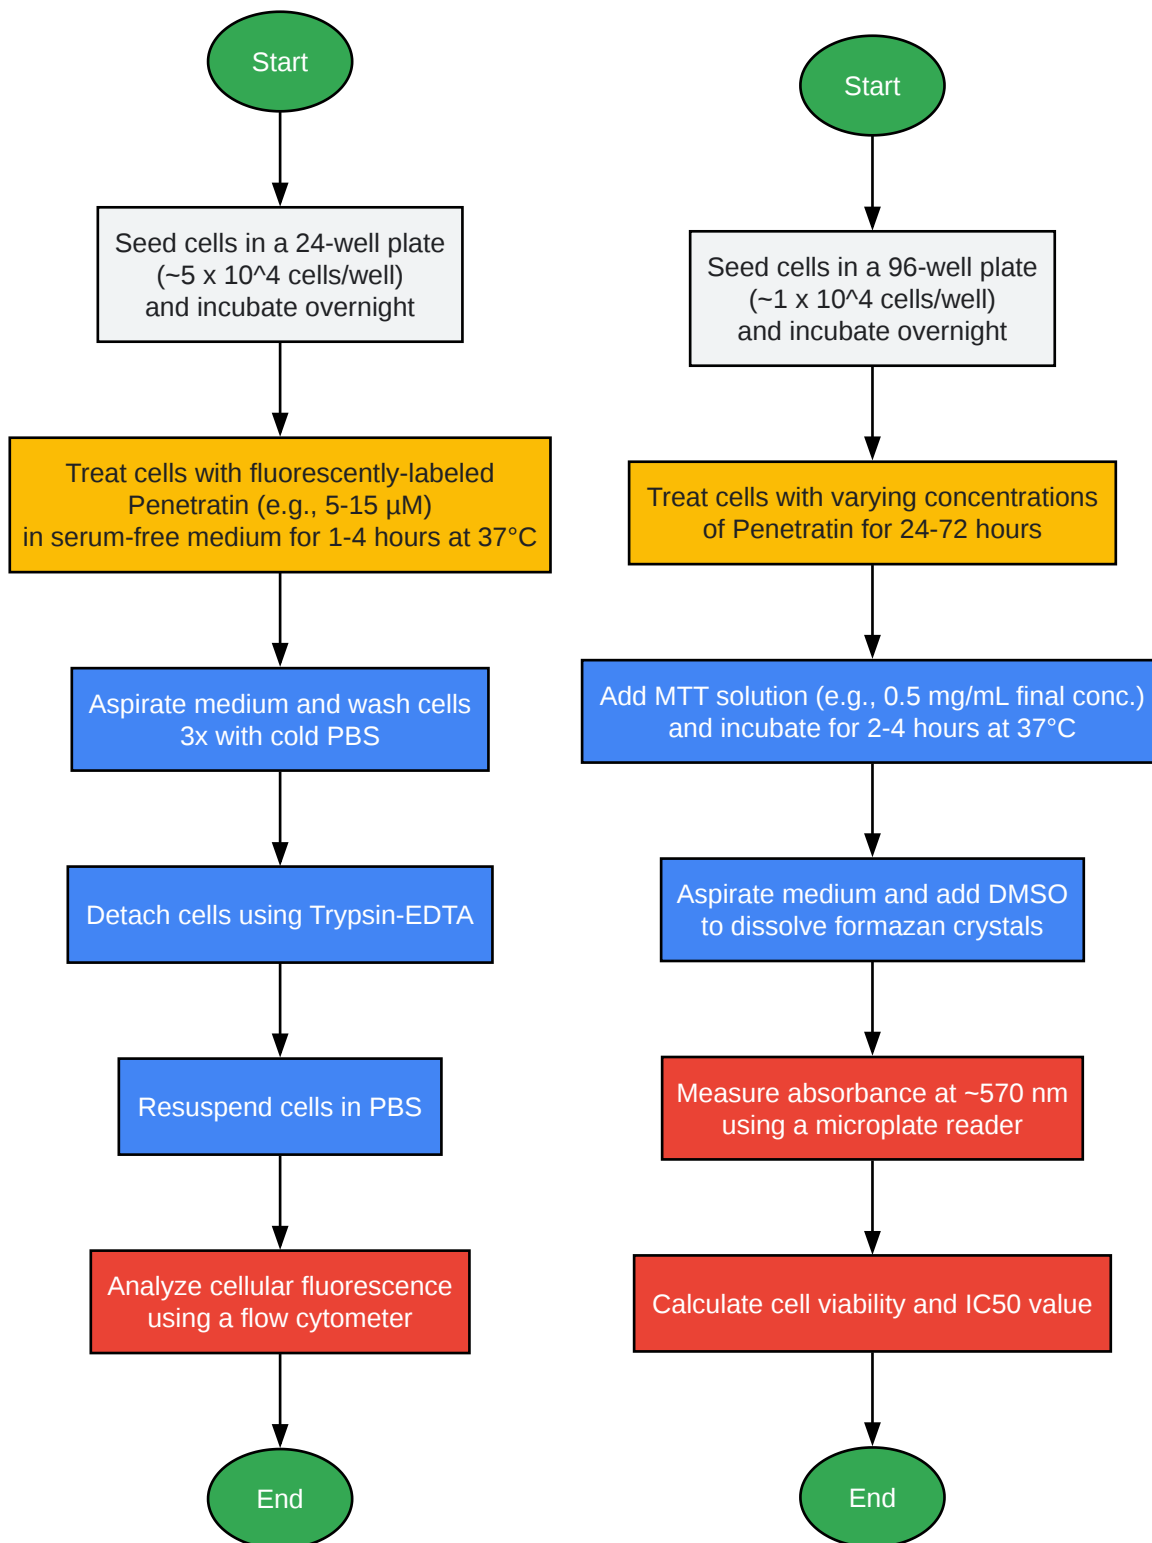 Start
Seed cells in a 24-well plate
(~5 x 10^4 cells/well)
and incubate overnight
Treat cells with fluorescently-labeled
Penetratin (e.g., 5-15 µM)
in serum-free medium for 1-4 hours at 37°C
Aspirate medium and wash cells
3x with cold PBS
Detach cells using Trypsin-EDTA
Resuspend cells in PBS
Analyze cellular fluorescence
using a flow cytometer
End
Start
Seed cells in a 96-well plate
(~1 x 10^4 cells/well)
and incubate overnight
Treat cells with varying concentrations
of Penetratin for 24-72 hours
Add MTT solution (e.g., 0.5 mg/mL final conc.)
and incubate for 2-4 hours at 37°C
Aspirate medium and add DMSO
to dissolve formazan crystals
Measure absorbance at ~570 nm
using a microplate reader
Calculate cell viability and IC50 value
End